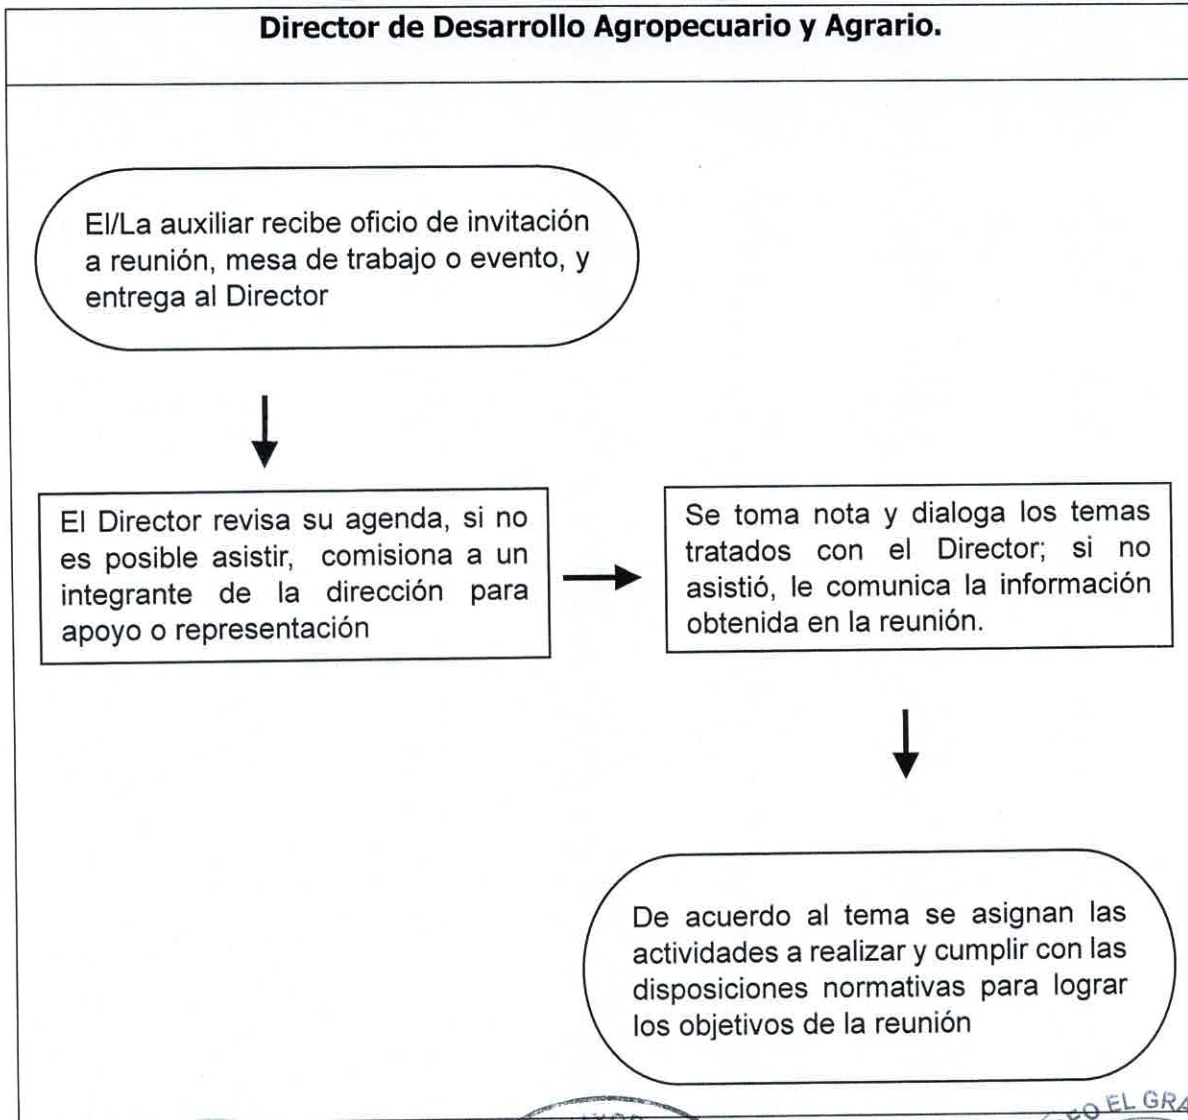 Director de Desarrollo Agropecuario y Agrario.
El/La auxiliar recibe oficio de invitación
a reunión, mesa de trabajo o evento, y
entrega al Director
El Director revisa su agenda, si no
es posible asistir, comisiona a un
integrante de la dirección para
apoyo o representación
Se toma nota y dialoga los temas
tratados con el Director; si no
asistió, le comunica la información
obtenida en la reunión.
De acuerdo al tema se asignan las
actividades a realizar y cumplir con las
disposiciones normativas para lograr
los objetivos de la reunión
EL GRA